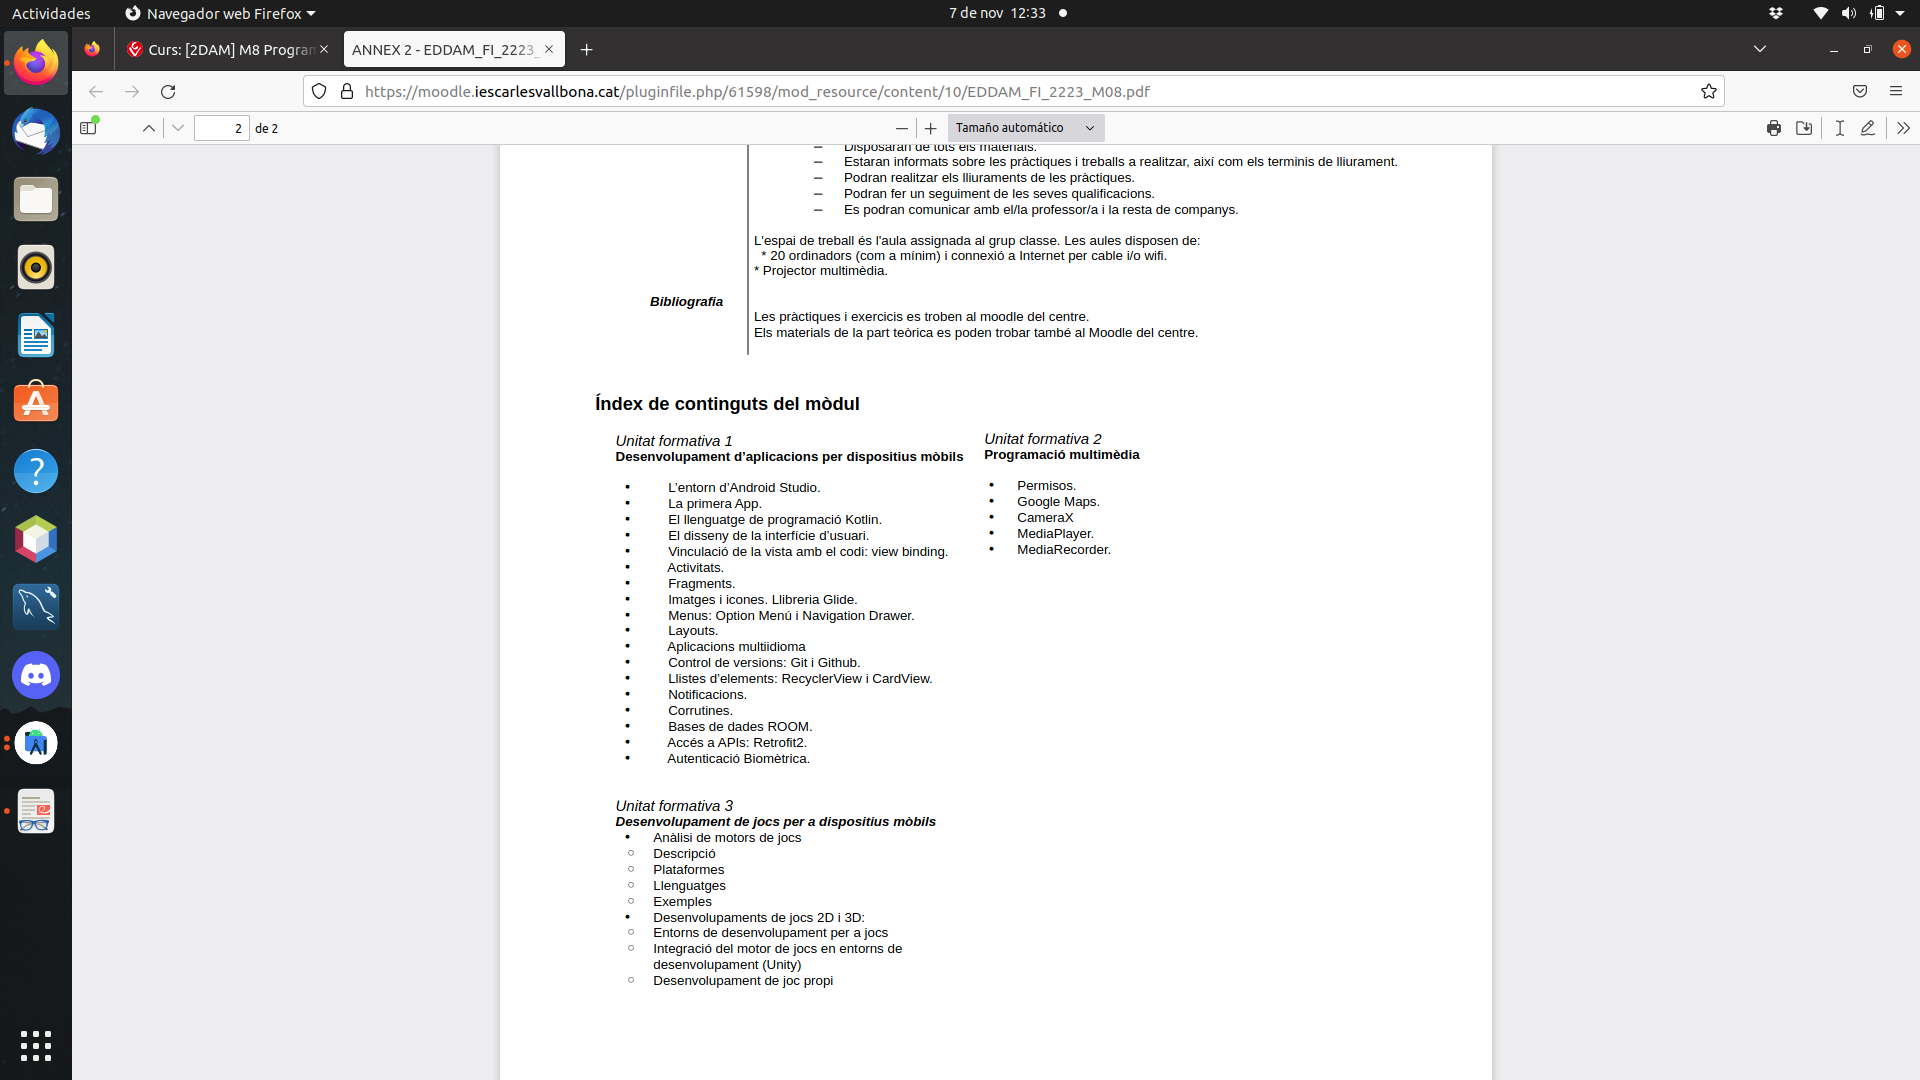 Actividades
Navegador web Firefox
7 de nov 12:33
Curs: [2DAM] M8 Progran
ANNEX 2 - EDDAM_FI_2223_
https://moodle.iescarlesvallbona.cat/pluginfile.php/61598/mod_resource/content/10/EDDAM_FI_2223_M08.pdf
2 de 2
Tamaño automático
– Disposaran de tots els materials.
– Estaran informats sobre les pràctiques i treballs a realitzar, així com els terminis de lliurament.
– Podran realitzar els lliuraments de les pràctiques.
– Podran fer un seguiment de les seves qualificacions.
– Es podran comunicar amb el/la professor/a i la resta de companys.
L'espai de treball és l'aula assignada al grup classe. Les aules disposen de:
* 20 ordinadors (com a mínim) i connexió a Internet per cable i/o wifi.
* Projector multimèdia.
Bibliografia
Les pràctiques i exercicis es troben al moodle del centre.
Els materials de la part teòrica es poden trobar també al Moodle del centre.
Índex de continguts del mòdul
Unitat formativa 1
Desenvolupament d’aplicacions per dispositius mòbils
• L’entorn d’Android Studio.
• La primera App.
• El llenguatge de programació Kotlin.
• El disseny de la interfície d’usuari.
• Vinculació de la vista amb el codi: view binding.
• Activitats.
• Fragments.
• Imatges i icones. Llibreria Glide.
• Menus: Option Menú i Navigation Drawer.
• Layouts.
• Aplicacions multiidioma
• Control de versions: Git i Github.
• Llistes d’elements: RecyclerView i CardView.
• Notificacions.
• Corrutines.
• Bases de dades ROOM.
• Accés a APIs: Retrofit2.
• Autenticació Biomètrica.
Unitat formativa 2
Programació multimèdia
• Permisos.
• Google Maps.
• CameraX
• MediaPlayer.
• MediaRecorder.
Unitat formativa 3
Desenvolupament de jocs per a dispositius mòbils
• Anàlisi de motors de jocs
○ Descripció
○ Plataformes
○ Llenguatges
○ Exemples
• Desenvolupaments de jocs 2D i 3D:
○ Entorns de desenvolupament per a jocs
○ Integració del motor de jocs en entorns de
desenvolupament (Unity)
○ Desenvolupament de joc propi